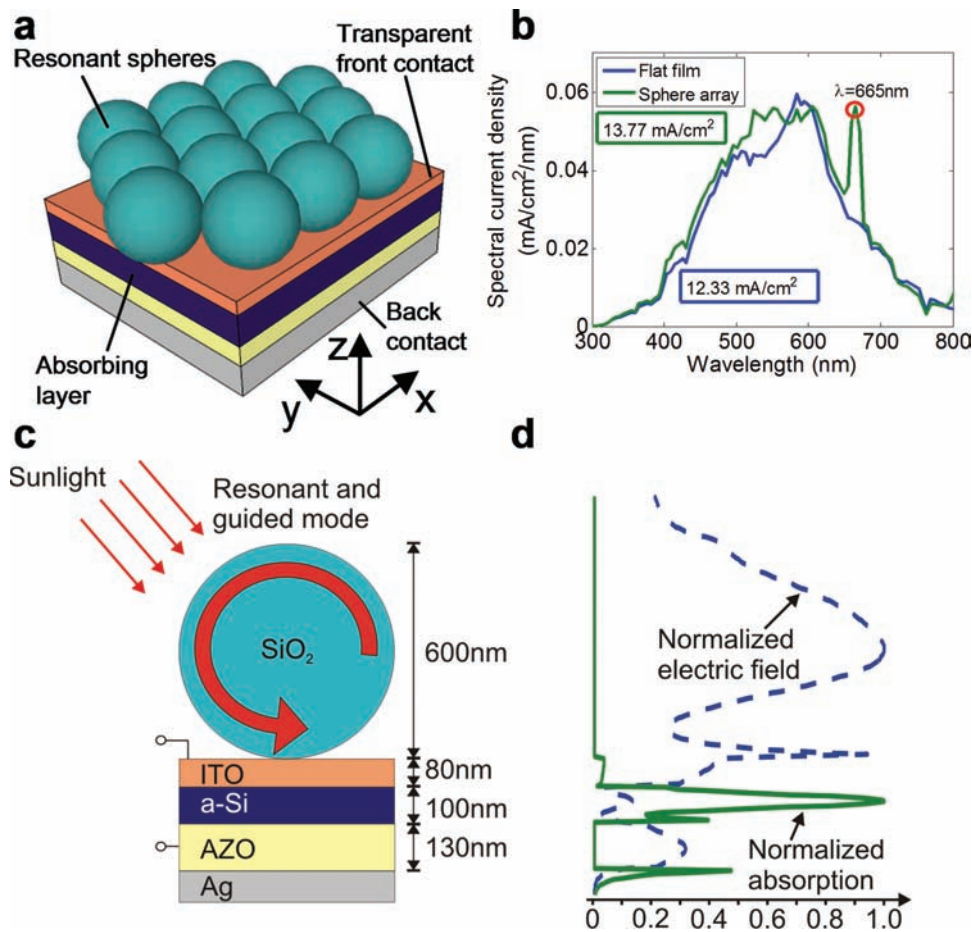 a
Resonant spheres
Transparent
front contact
Absorbing
layer
Back
contact
z
y
x
b
Flat film
Sphere array
λ=665nm
13.77 mA/cm²
12.33 mA/cm²
Spectral current density
(mA/cm²/nm)
0.06
0.04
0.02
0
300
400
500
600
700
800
Wavelength (nm)
c
Sunlight
Resonant and
guided mode
SiO₂
600nm
ITO
80nm
a-Si
100nm
AZO
130nm
Ag
d
Normalized
electric field
Normalized
absorption
0
0.2
0.4
0.6
0.8
1.0